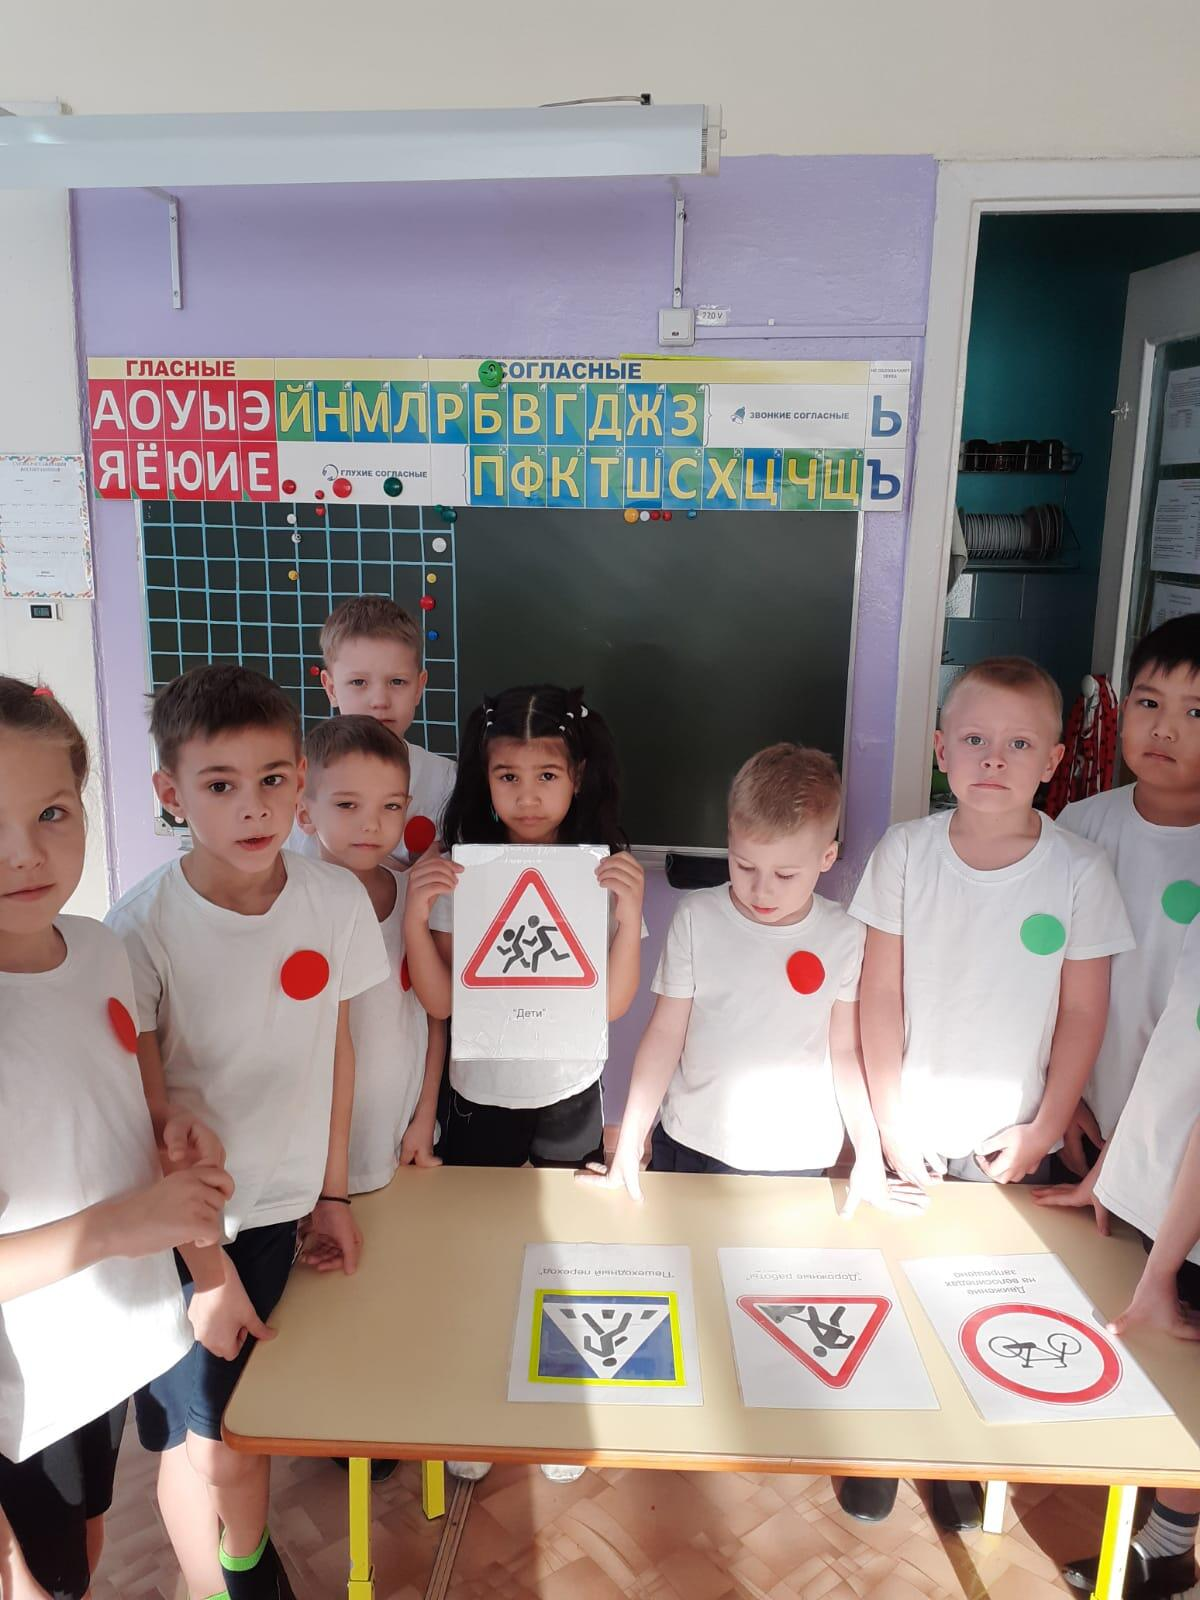 220 V
ГЛАСНЫЕ
СОГЛАСНЫЕ
АОУЫЭ
ЙНМЛРБВГДЖЗ
ЗВОНКИЕ СОГЛАСНЫЕ
Ь
ЯЁЮИЕ
ГЛУХИЕ СОГЛАСНЫЕ
ПФКТШСХЦЧЩ
Ъ
"Дети"
"Пешеходный переход"
"Дорожные работы"
Движение
на велосипедах
запрещено